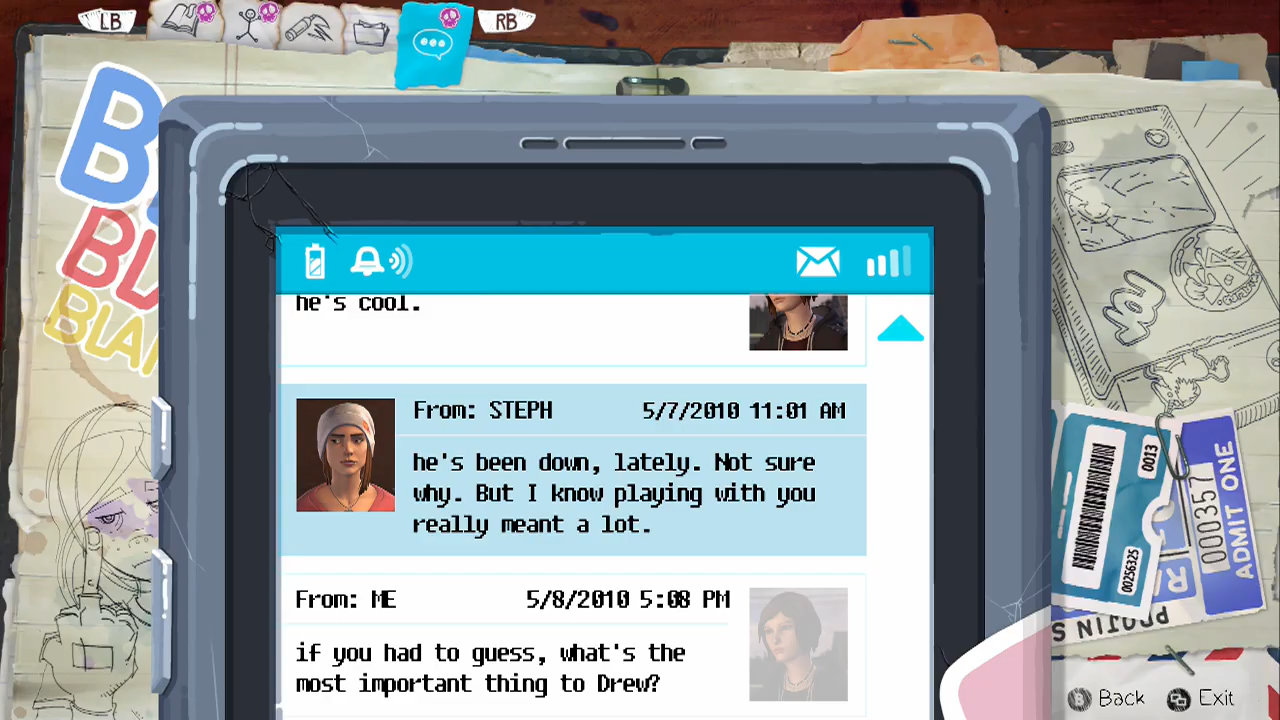 LB
RB
he's cool.
From: STEPH 5/7/2010 11:01 AM
he's been down, lately. Not sure
why. But I know playing with you
really meant a lot.
From: ME 5/8/2010 5:08 PM
if you had to guess, what's the
most important thing to Drew?
0013
00256325
000357
ADMIT ONE
Back
Exit